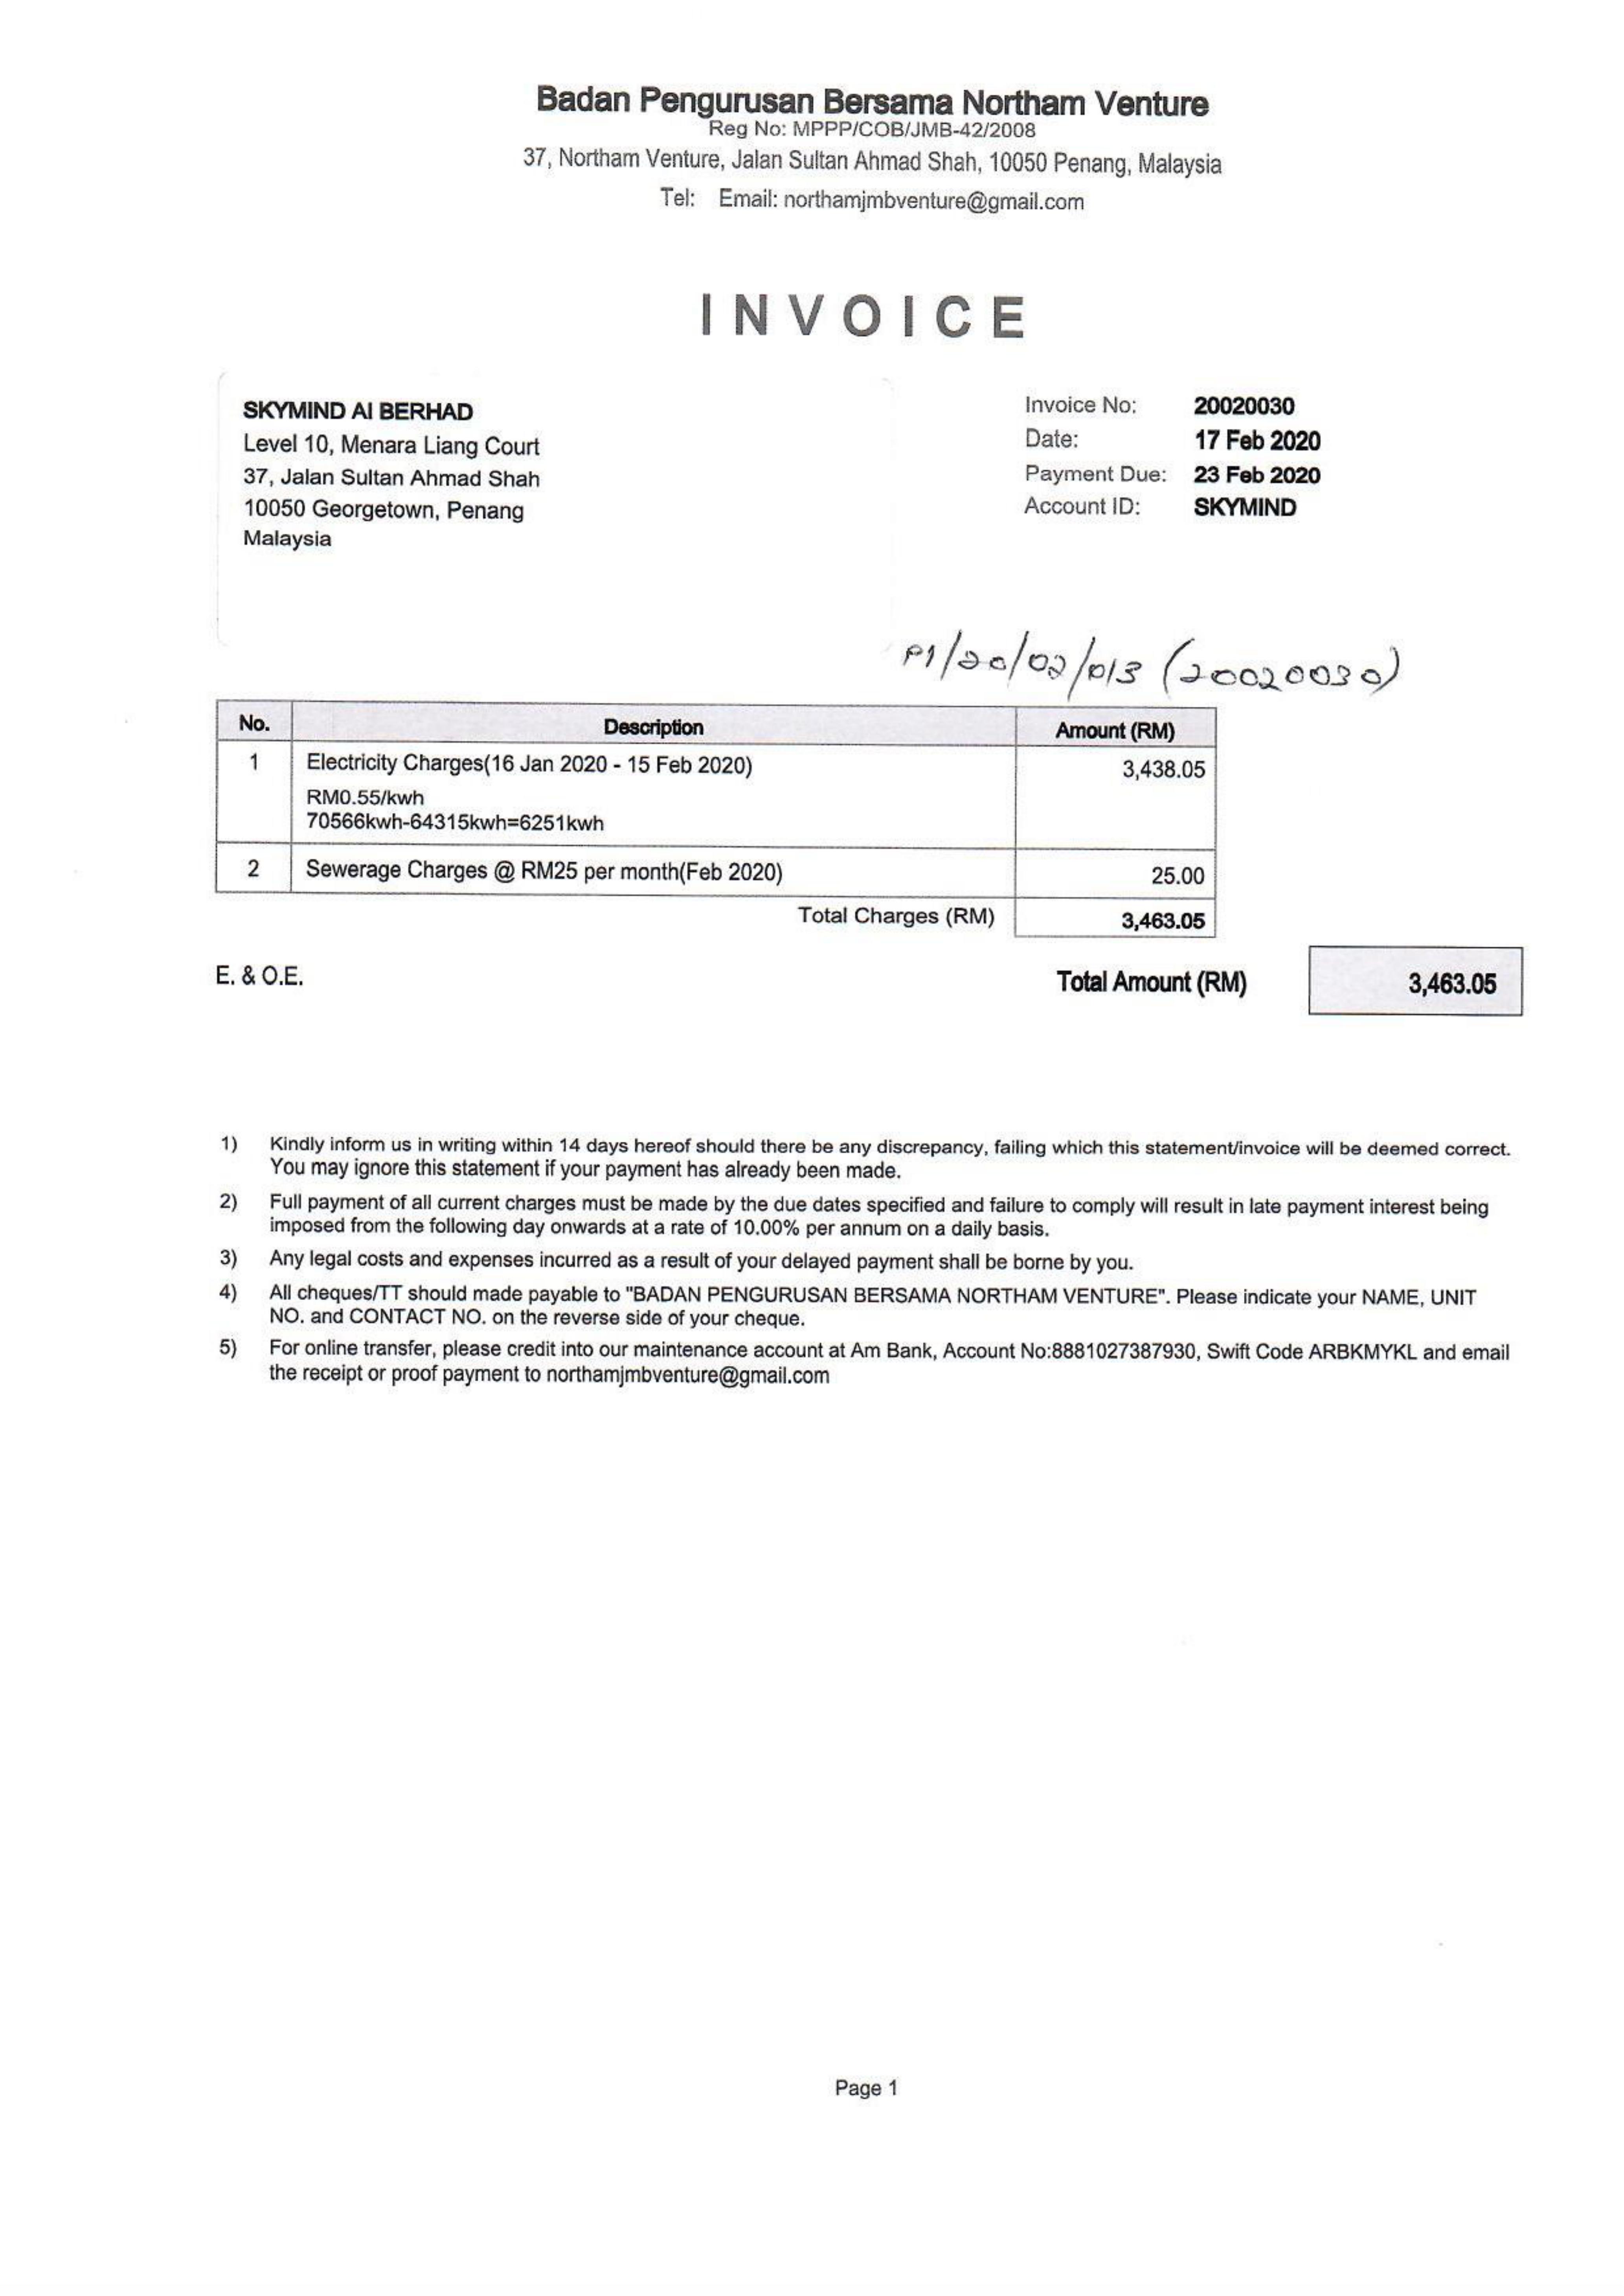 Badan Pengurusan Bersama Northam Venture
Reg No: MPPP/COB/JMB-42/2008
37, Northam Venture, Jalan Sultan Ahmad Shah, 10050 Penang, Malaysia
Tel: Email: northamjmbventure@gmail.com
INVOICE
SKYMIND AI BERHAD
Level 10, Menara Liang Court
37, Jalan Sultan Ahmad Shah
10050 Georgetown, Penang
Malaysia
Invoice No: 20020030
Date: 17 Feb 2020
Payment Due: 23 Feb 2020
Account ID: SKYMIND
P1/20/02/013 (20020030)
No. Description Amount (RM)
1 Electricity Charges(16 Jan 2020 - 15 Feb 2020) 3,438.05
RM0.55/kwh
70566kwh-64315kwh=6251kwh
2 Sewerage Charges @ RM25 per month(Feb 2020) 25.00
Total Charges (RM) 3,463.05
E. & O.E. Total Amount (RM) 3,463.05
1) Kindly inform us in writing within 14 days hereof should there be any discrepancy, failing which this statement/invoice will be deemed correct.
You may ignore this statement if your payment has already been made.
2) Full payment of all current charges must be made by the due dates specified and failure to comply will result in late payment interest being
imposed from the following day onwards at a rate of 10.00% per annum on a daily basis.
3) Any legal costs and expenses incurred as a result of your delayed payment shall be borne by you.
4) All cheques/TT should made payable to "BADAN PENGURUSAN BERSAMA NORTHAM VENTURE". Please indicate your NAME, UNIT
NO. and CONTACT NO. on the reverse side of your cheque.
5) For online transfer, please credit into our maintenance account at Am Bank, Account No:8881027387930, Swift Code ARBKMYKL and email
the receipt or proof payment to northamjmbventure@gmail.com
Page 1